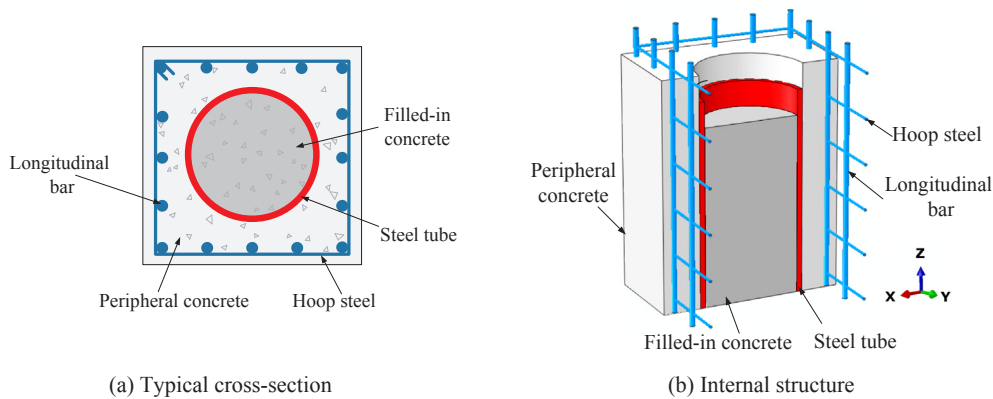 Filled-in
concrete
Longitudinal
bar
Steel tube
Peripheral concrete
Hoop steel
(a) Typical cross-section
Hoop steel
Peripheral
concrete
Longitudinal
bar
Z
X
Y
Filled-in concrete
Steel tube
(b) Internal structure